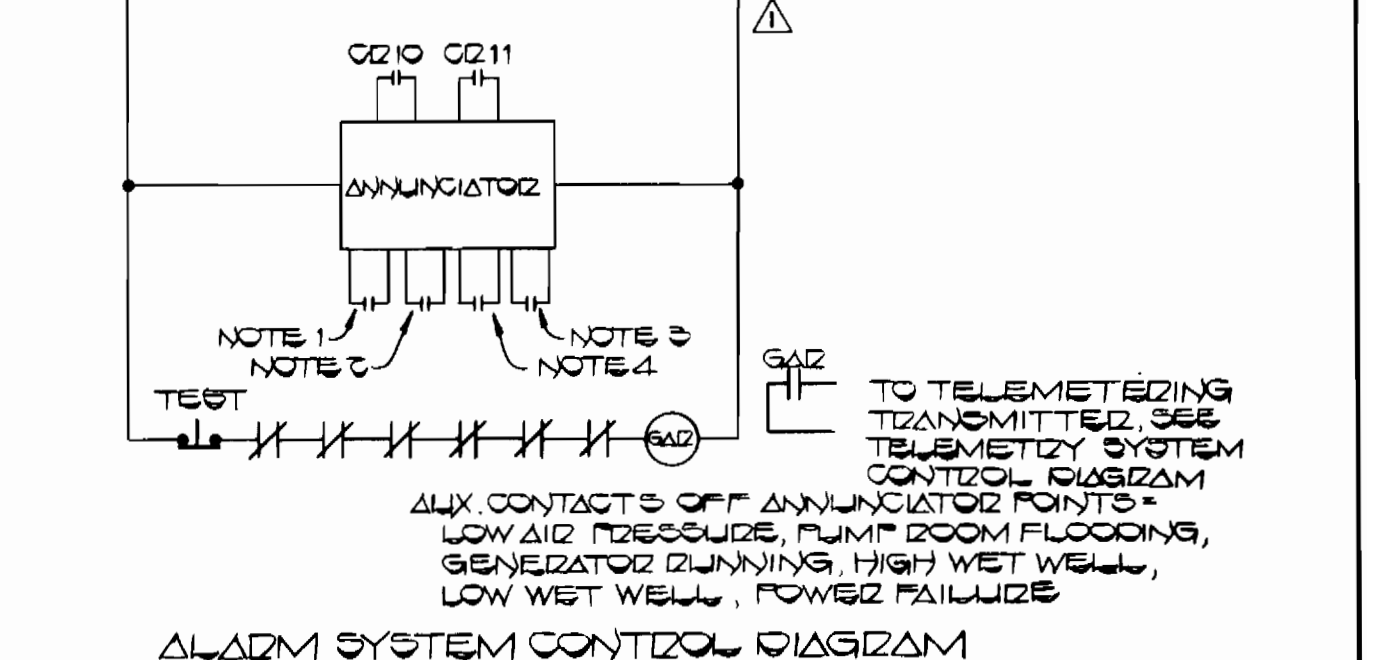 1
CR10 CR11
ANNUNCIATOR
NOTE 1
NOTE 3
NOTE 2
NOTE 4
TEST
GAR
GAR
TO TELEMETERING
TRANSMITTER, SEE
TELEMETRY SYSTEM
CONTROL DIAGRAM
AUX. CONTACTS OFF ANNUNCIATOR POINTS=
LOW AIR PRESSURE, PUMP ROOM FLOODING,
GENERATOR RUNNING, HIGH WET WELL,
LOW WET WELL, POWER FAILURE
ALARM SYSTEM CONTROL DIAGRAM